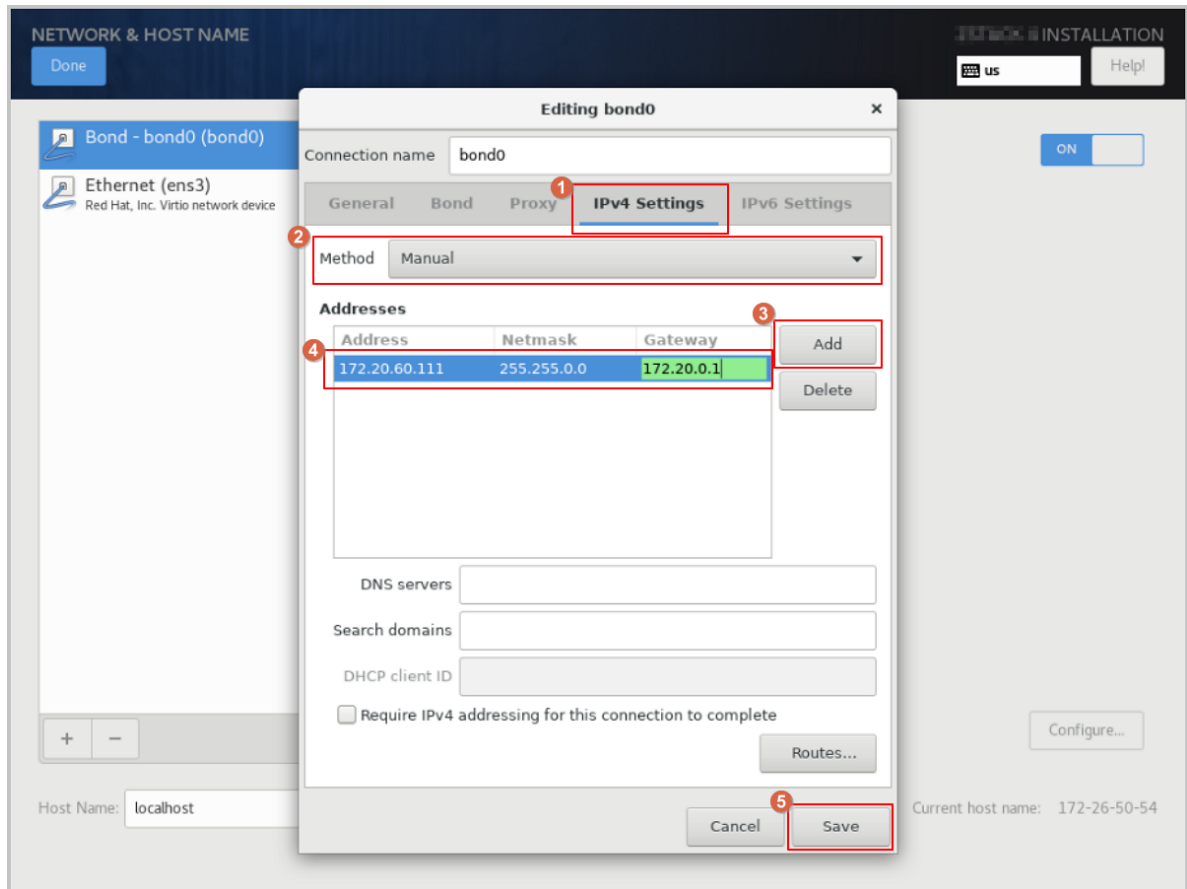 NETWORK & HOST NAME
INSTALLATION
Done
us
Help!
Editing bond0
Bond - bond0 (bond0)
ON
Connection name bond0
Ethernet (ens3)
Red Hat, Inc. Virtio network device
1
General Bond Proxy IPv4 Settings IPv6 Settings
2
Method Manual
Addresses
3
Address Netmask Gateway
Add
4
172.20.60.111 255.255.0.0 172.20.0.1
Delete
DNS servers
Search domains
DHCP client ID
Require IPv4 addressing for this connection to complete
+ −
Configure...
Routes...
5
Host Name: localhost
Cancel Save
Current host name: 172-26-50-54